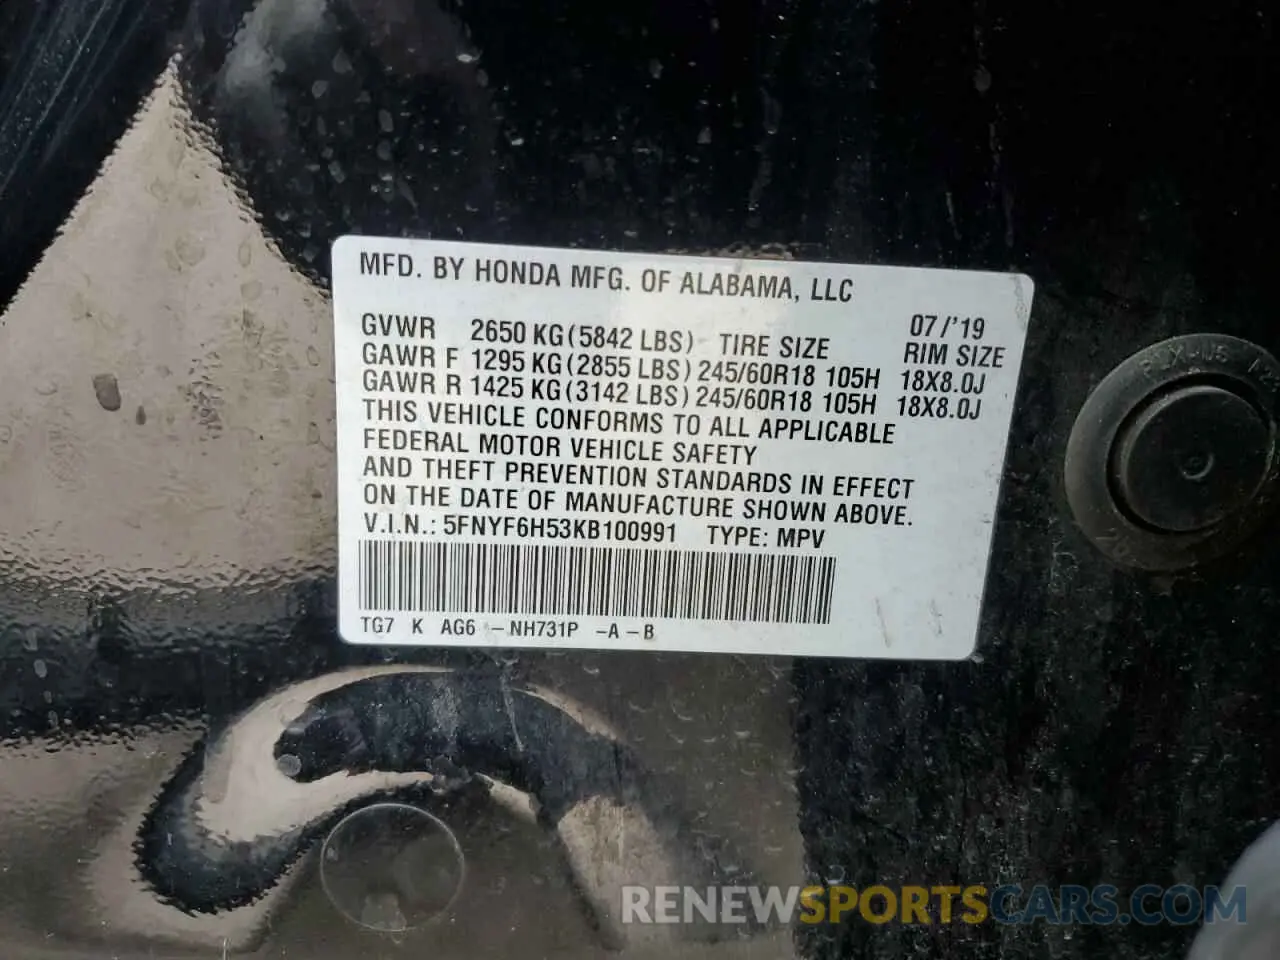 MFD. BY HONDA MFG. OF ALABAMA, LLC
07/'19
GVWR 2650 KG (5842 LBS) TIRE SIZE RIM SIZE
GAWR F 1295 KG (2855 LBS) 245/60R18 105H 18X8.0J
GAWR R 1425 KG (3142 LBS) 245/60R18 105H 18X8.0J
THIS VEHICLE CONFORMS TO ALL APPLICABLE
FEDERAL MOTOR VEHICLE SAFETY
AND THEFT PREVENTION STANDARDS IN EFFECT
ON THE DATE OF MANUFACTURE SHOWN ABOVE.
V.I.N.: 5FNYF6H53KB100991 TYPE: MPV
TG7 K AG6 – NH731P – A – B
RENEWSPORTSCARS.COM